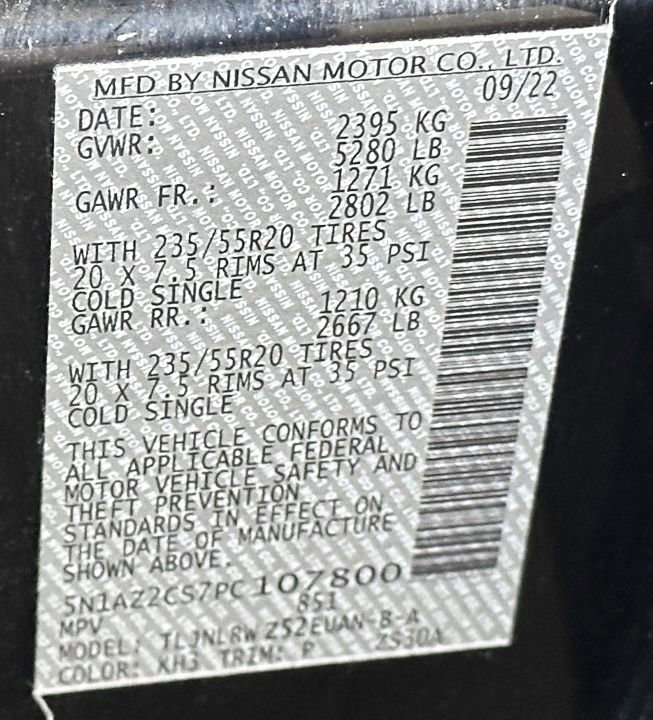 MFD BY NISSAN MOTOR CO., LTD.
DATE: 09/22
GVWR: 2395 KG
5280 LB
GAWR FR.: 1271 KG
2802 LB
WITH 235/55R20 TIRES
20 X 7.5 RIMS AT 35 PSI
COLD SINGLE
GAWR RR.: 1210 KG
2667 LB
WITH 235/55R20 TIRES
20 X 7.5 RIMS AT 35 PSI
COLD SINGLE
THIS VEHICLE CONFORMS TO
ALL APPLICABLE FEDERAL
MOTOR VEHICLE SAFETY AND
THEFT PREVENTION
STANDARDS IN EFFECT ON
THE DATE OF MANUFACTURE
SHOWN ABOVE.
5N1AZ2CS7PC107800
MPV 851
MODEL:
COLOR: KH3 TRIM: P